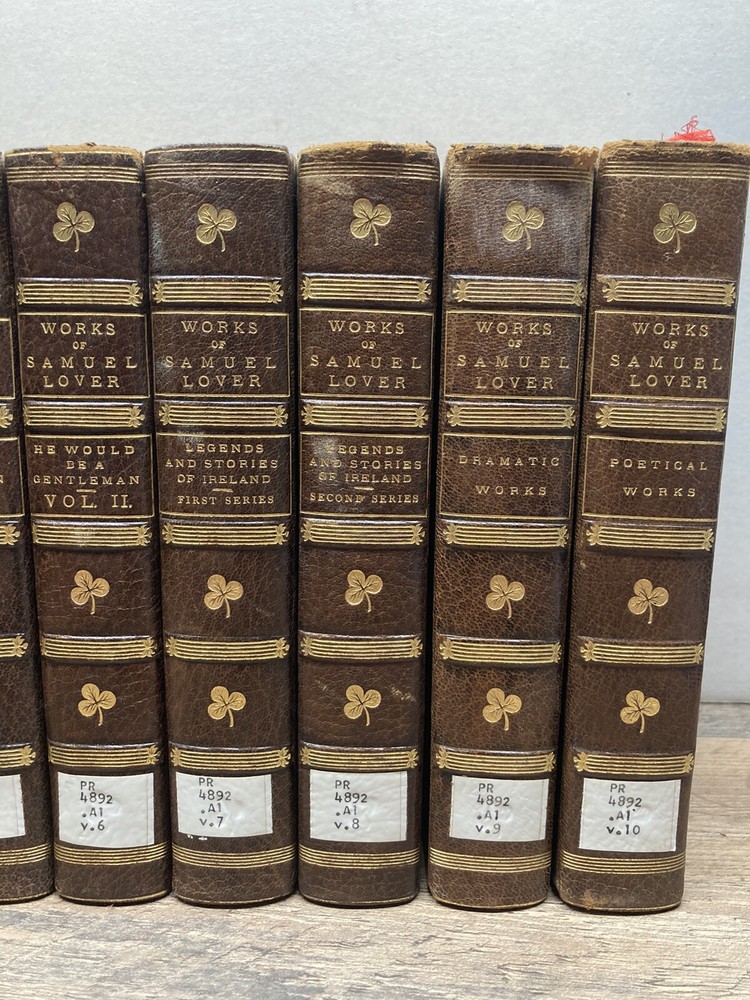 WORKS
OF
SAMUEL
LOVER
HE WOULD
BE A
GENTLEMAN
VOL. II.
PR
4892
.A1
v.6
WORKS
OF
SAMUEL
LOVER
LEGENDS
AND STORIES
OF IRELAND
FIRST SERIES
PR
4892
.A1
v.7
WORKS
OF
SAMUEL
LOVER
LEGENDS
AND STORIES
OF IRELAND
SECOND SERIES
PR
4892
.A1
v.8
WORKS
OF
SAMUEL
LOVER
DRAMATIC
WORKS
PR
4892
.A1
v.9
WORKS
OF
SAMUEL
LOVER
POETICAL
WORKS
PR
4892
.A1
v.10